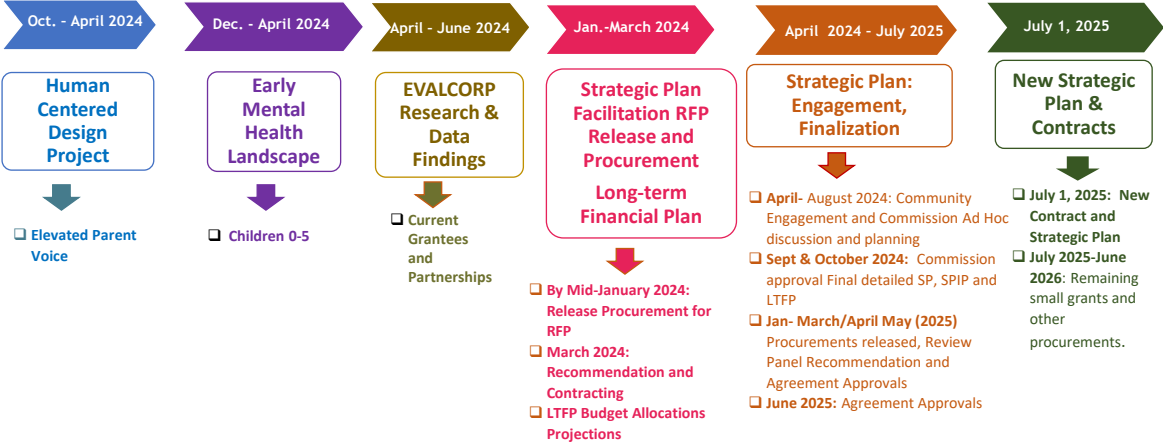 Oct. - April 2024
Dec. - April 2024
April - June 2024
Jan.-March 2024
April 2024 - July 2025
July 1, 2025
Human
Centered
Design
Project
Elevated Parent
Voice
Early
Mental
Health
Landscape
Children 0-5
EVALCORP
Research &
Data
Findings
Current
Grantees
and
Partnerships
Strategic Plan
Facilitation RFP
Release and
Procurement
Long-term
Financial Plan
By Mid-January 2024:
Release Procurement for
RFP
March 2024:
Recommendation and
Contracting
LTFP Budget Allocations
Projections
Strategic Plan:
Engagement,
Finalization
April- August 2024: Community
Engagement and Commission Ad Hoc
discussion and planning
Sept & October 2024: Commission
approval Final detailed SP, SPIP and
LTFP
Jan- March/April May (2025)
Procurements released, Review
Panel Recommendation and
Agreement Approvals
June 2025: Agreement Approvals
New Strategic
Plan &
Contracts
July 1, 2025: New
Contract and
Strategic Plan
July 2025-June
2026: Remaining
small grants and
other
procurements.